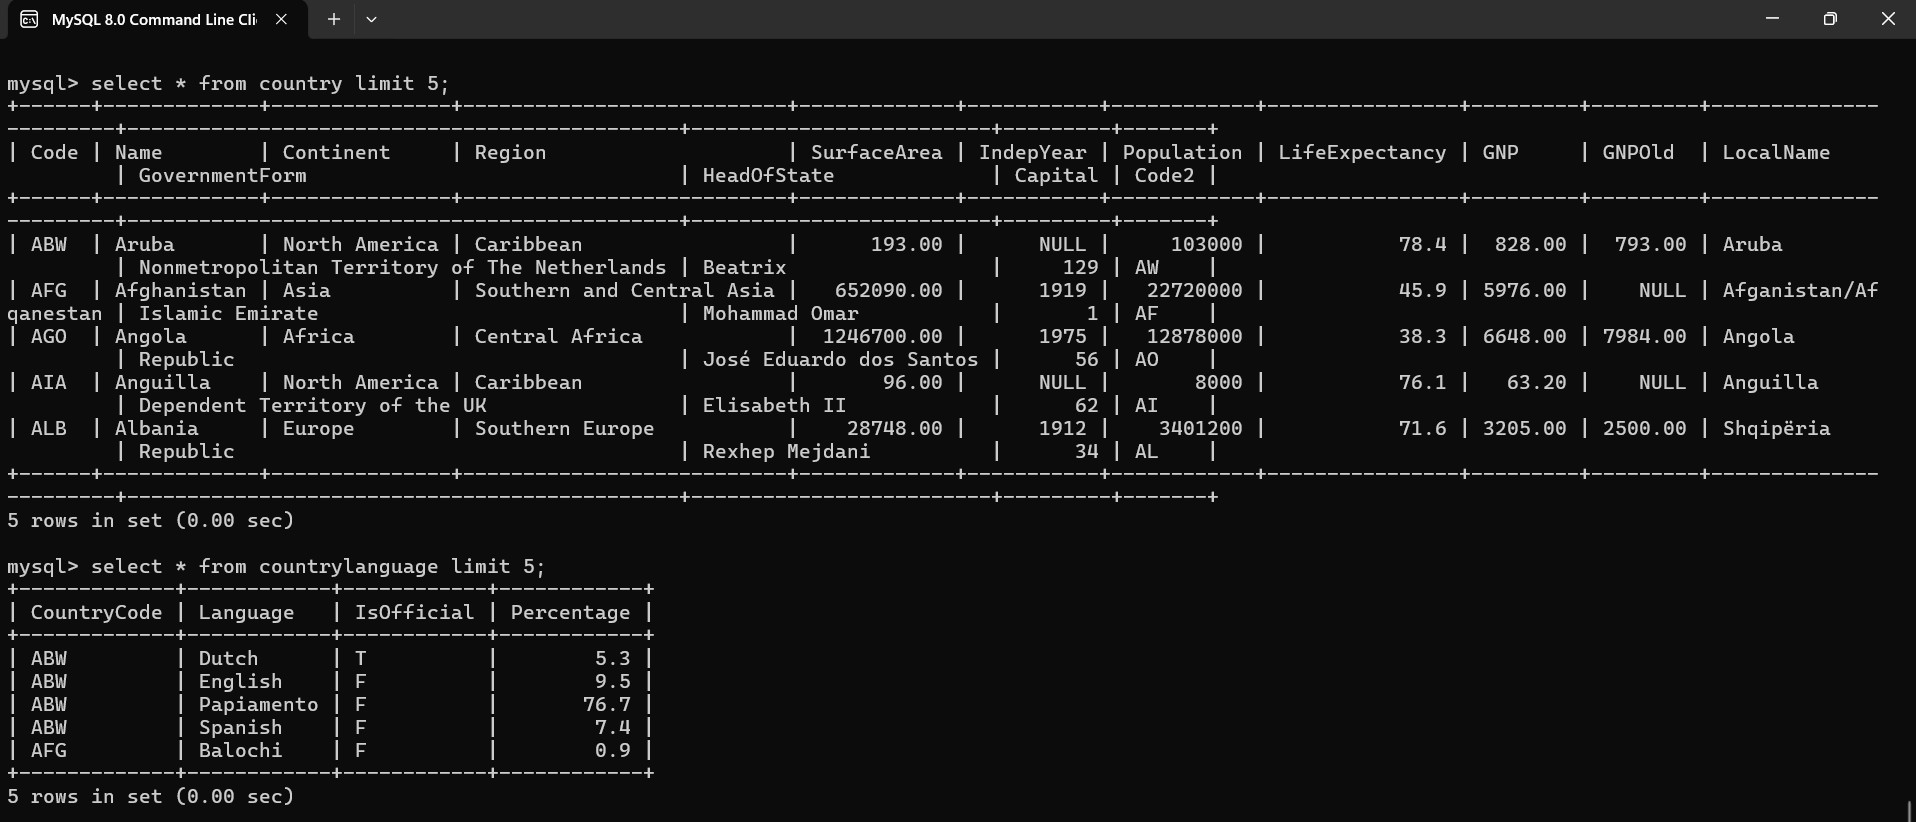 MySQL 8.0 Command Line Cli
mysql> select * from country limit 5;
+------+-------------+---------------+---------------------------+-------------+-----------+------------+----------------+---------+---------+--------------
---------+----------------------------------------------+-------------------------+---------+-------+
| Code | Name        | Continent     | Region                    | SurfaceArea | IndepYear | Population | LifeExpectancy | GNP     | GNPOld  | LocalName
         | GovernmentForm                               | HeadOfState             | Capital | Code2 |
+------+-------------+---------------+---------------------------+-------------+-----------+------------+----------------+---------+---------+--------------
---------+----------------------------------------------+-------------------------+---------+-------+
| ABW  | Aruba       | North America | Caribbean                 |      193.00 |      NULL |     103000 |           78.4 |  828.00 |  793.00 | Aruba
         | Nonmetropolitan Territory of The Netherlands | Beatrix                 |     129 | AW    |
| AFG  | Afghanistan | Asia          | Southern and Central Asia |   652090.00 |      1919 |   22720000 |           45.9 | 5976.00 |    NULL | Afganistan/Af
qanestan | Islamic Emirate                              | Mohammad Omar           |       1 | AF    |
| AGO  | Angola      | Africa        | Central Africa            |  1246700.00 |      1975 |   12878000 |           38.3 | 6648.00 | 7984.00 | Angola
         | Republic                                     | José Eduardo dos Santos |      56 | AO    |
| AIA  | Anguilla    | North America | Caribbean                 |       96.00 |      NULL |       8000 |           76.1 |   63.20 |    NULL | Anguilla
         | Dependent Territory of the UK                | Elisabeth II            |      62 | AI    |
| ALB  | Albania     | Europe        | Southern Europe           |    28748.00 |      1912 |    3401200 |           71.6 | 3205.00 | 2500.00 | Shqipëria
         | Republic                                     | Rexhep Mejdani          |      34 | AL    |
+------+-------------+---------------+---------------------------+-------------+-----------+------------+----------------+---------+---------+--------------
---------+----------------------------------------------+-------------------------+---------+-------+
5 rows in set (0.00 sec)
mysql> select * from countrylanguage limit 5;
+-------------+------------+------------+------------+
| CountryCode | Language   | IsOfficial | Percentage |
+-------------+------------+------------+------------+
| ABW         | Dutch      | T          |        5.3 |
| ABW         | English    | F          |        9.5 |
| ABW         | Papiamento | F          |       76.7 |
| ABW         | Spanish    | F          |        7.4 |
| AFG         | Balochi    | F          |        0.9 |
+-------------+------------+------------+------------+
5 rows in set (0.00 sec)